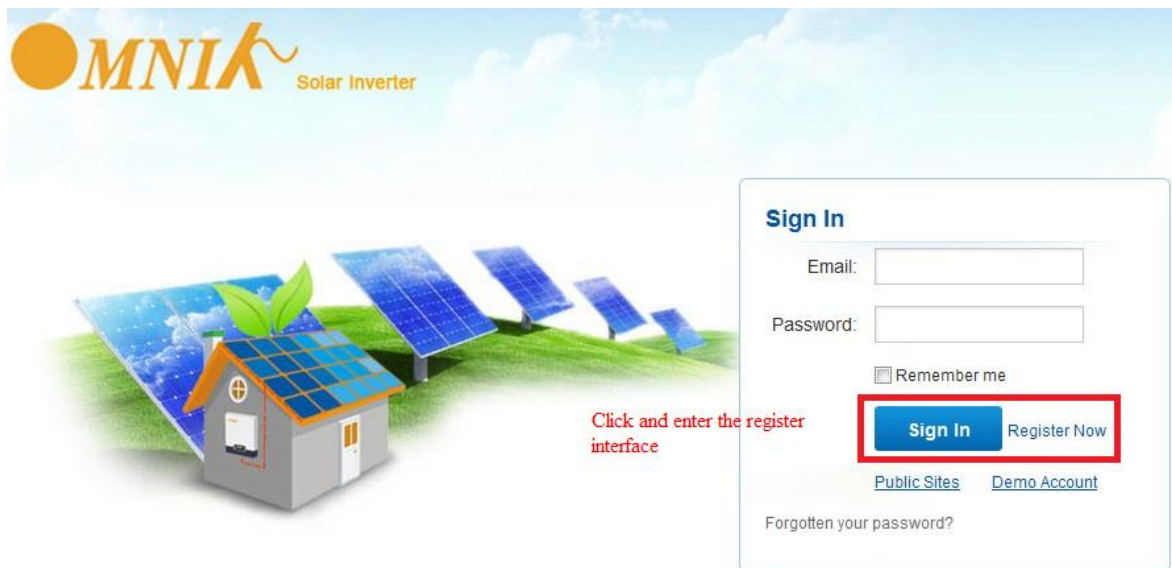 OMNIK
Solar Inverter
Sign In
Email:
Password:
Remember me
Click and enter the register
interface
Sign In Register Now
Public Sites Demo Account
Forgotten your password?